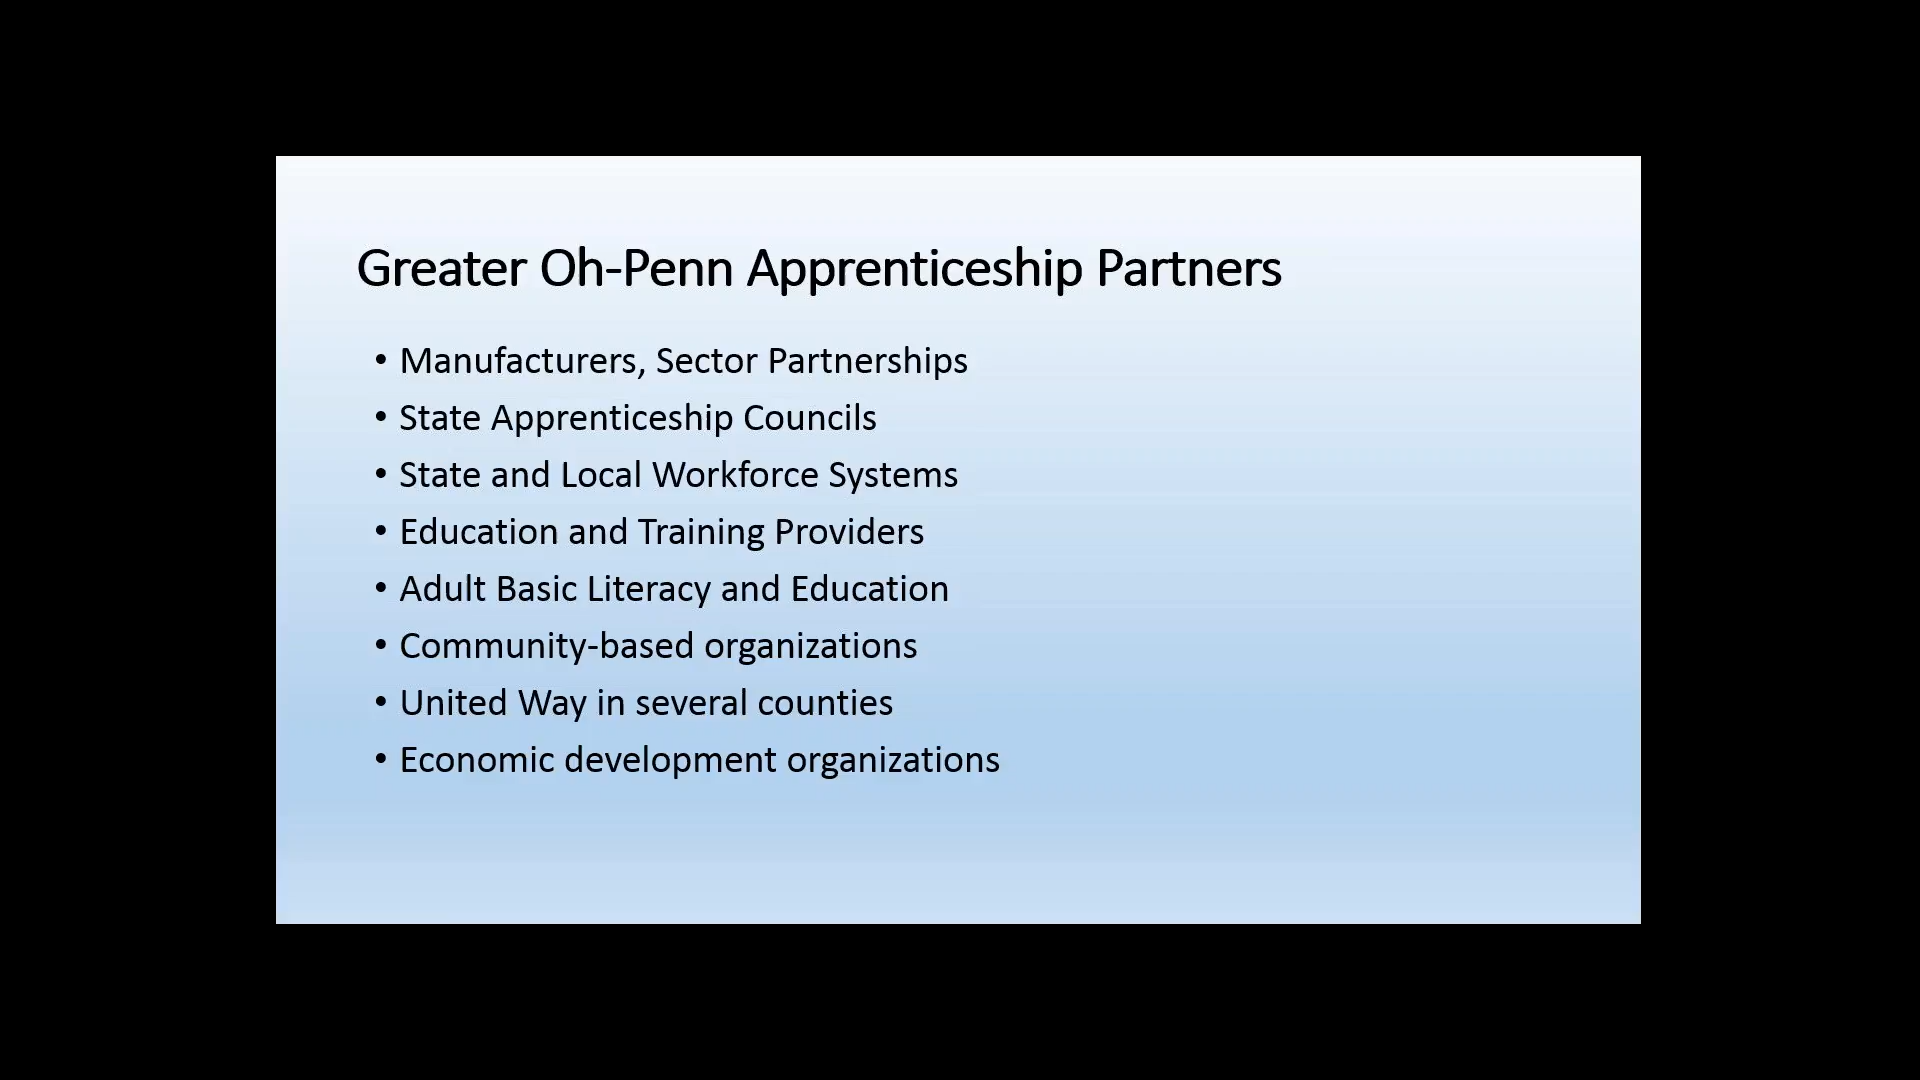 Greater Oh-Penn Apprenticeship Partners
• Manufacturers, Sector Partnerships
• State Apprenticeship Councils
• State and Local Workforce Systems
• Education and Training Providers
• Adult Basic Literacy and Education
• Community-based organizations
• United Way in several counties
• Economic development organizations